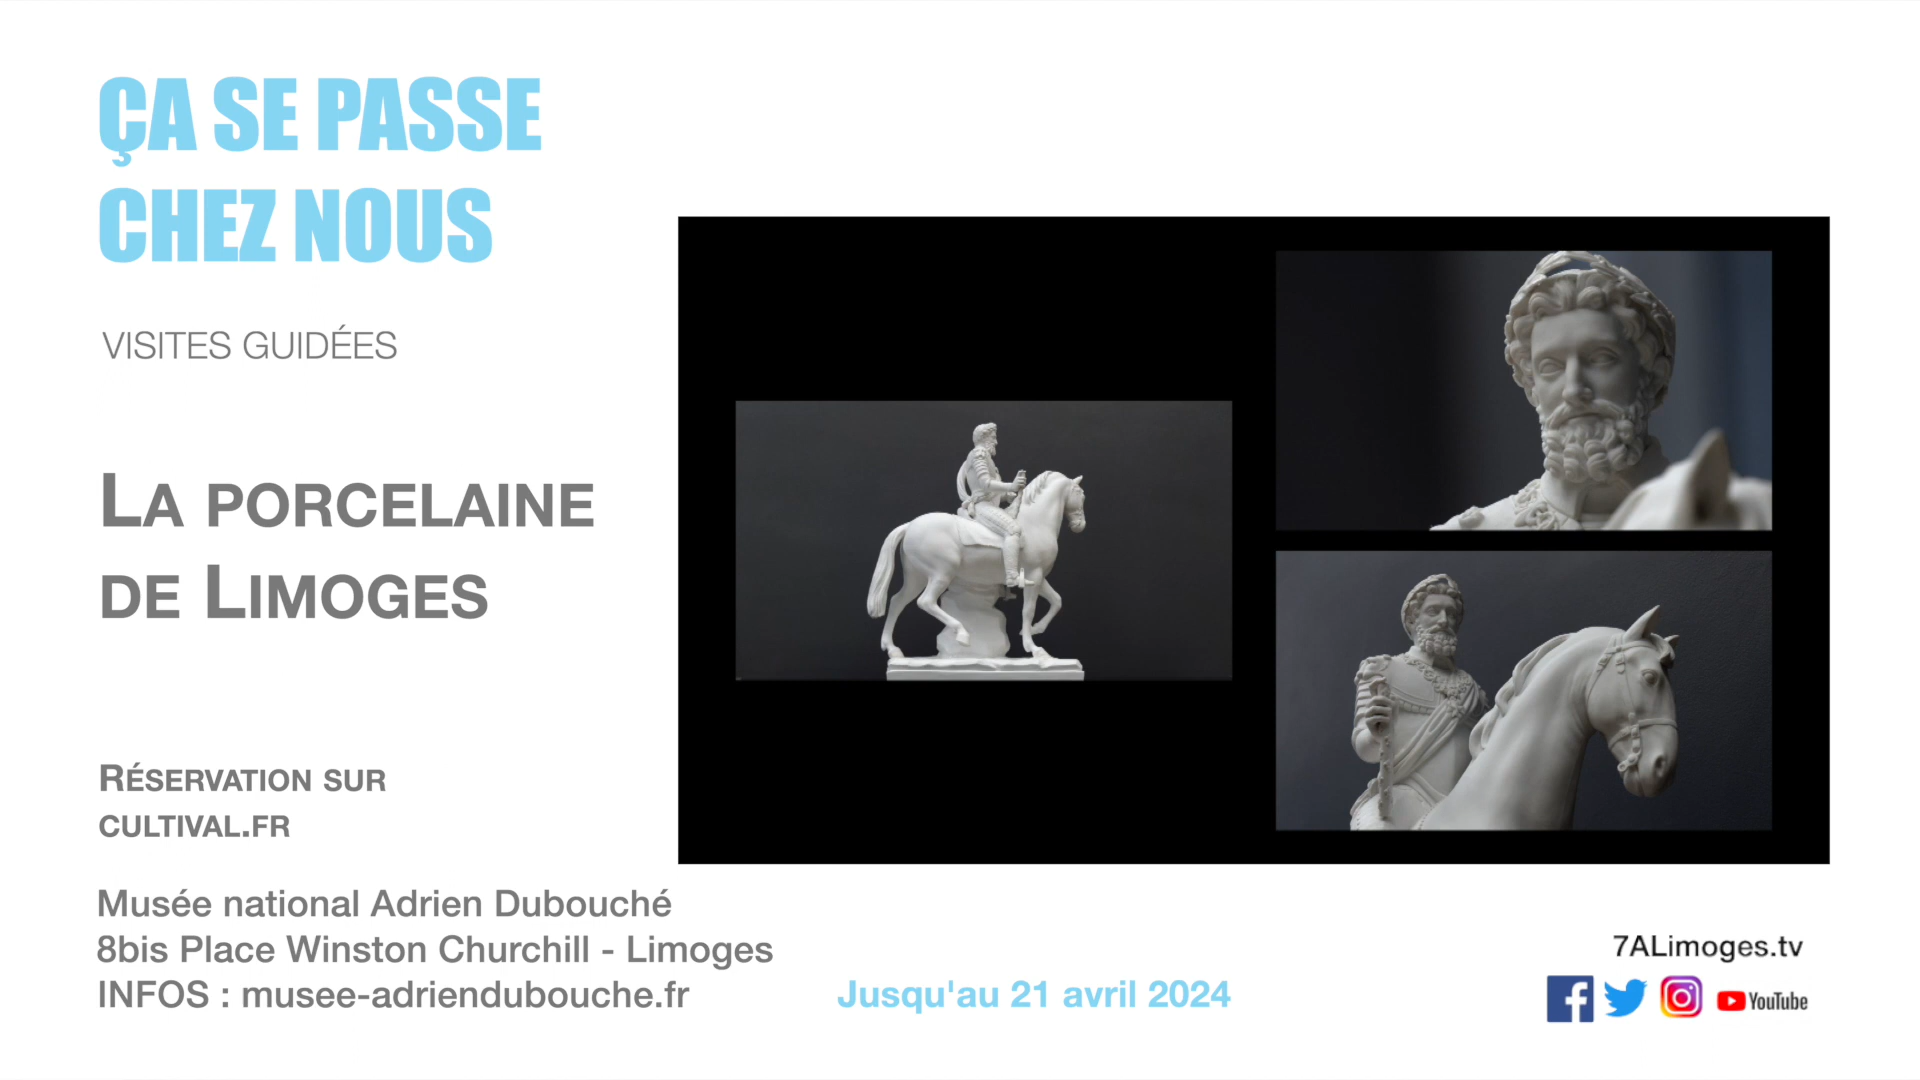 ÇA SE PASSE
CHEZ NOUS
VISITES GUIDÉES
LA PORCELAINE
DE LIMOGES
RÉSERVATION SUR
CULTIVAL.FR
Musée national Adrien Dubouché
8bis Place Winston Churchill - Limoges
INFOS : musee-adriendubouche.fr
Jusqu'au 21 avril 2024
7ALimoges.tv
YouTube